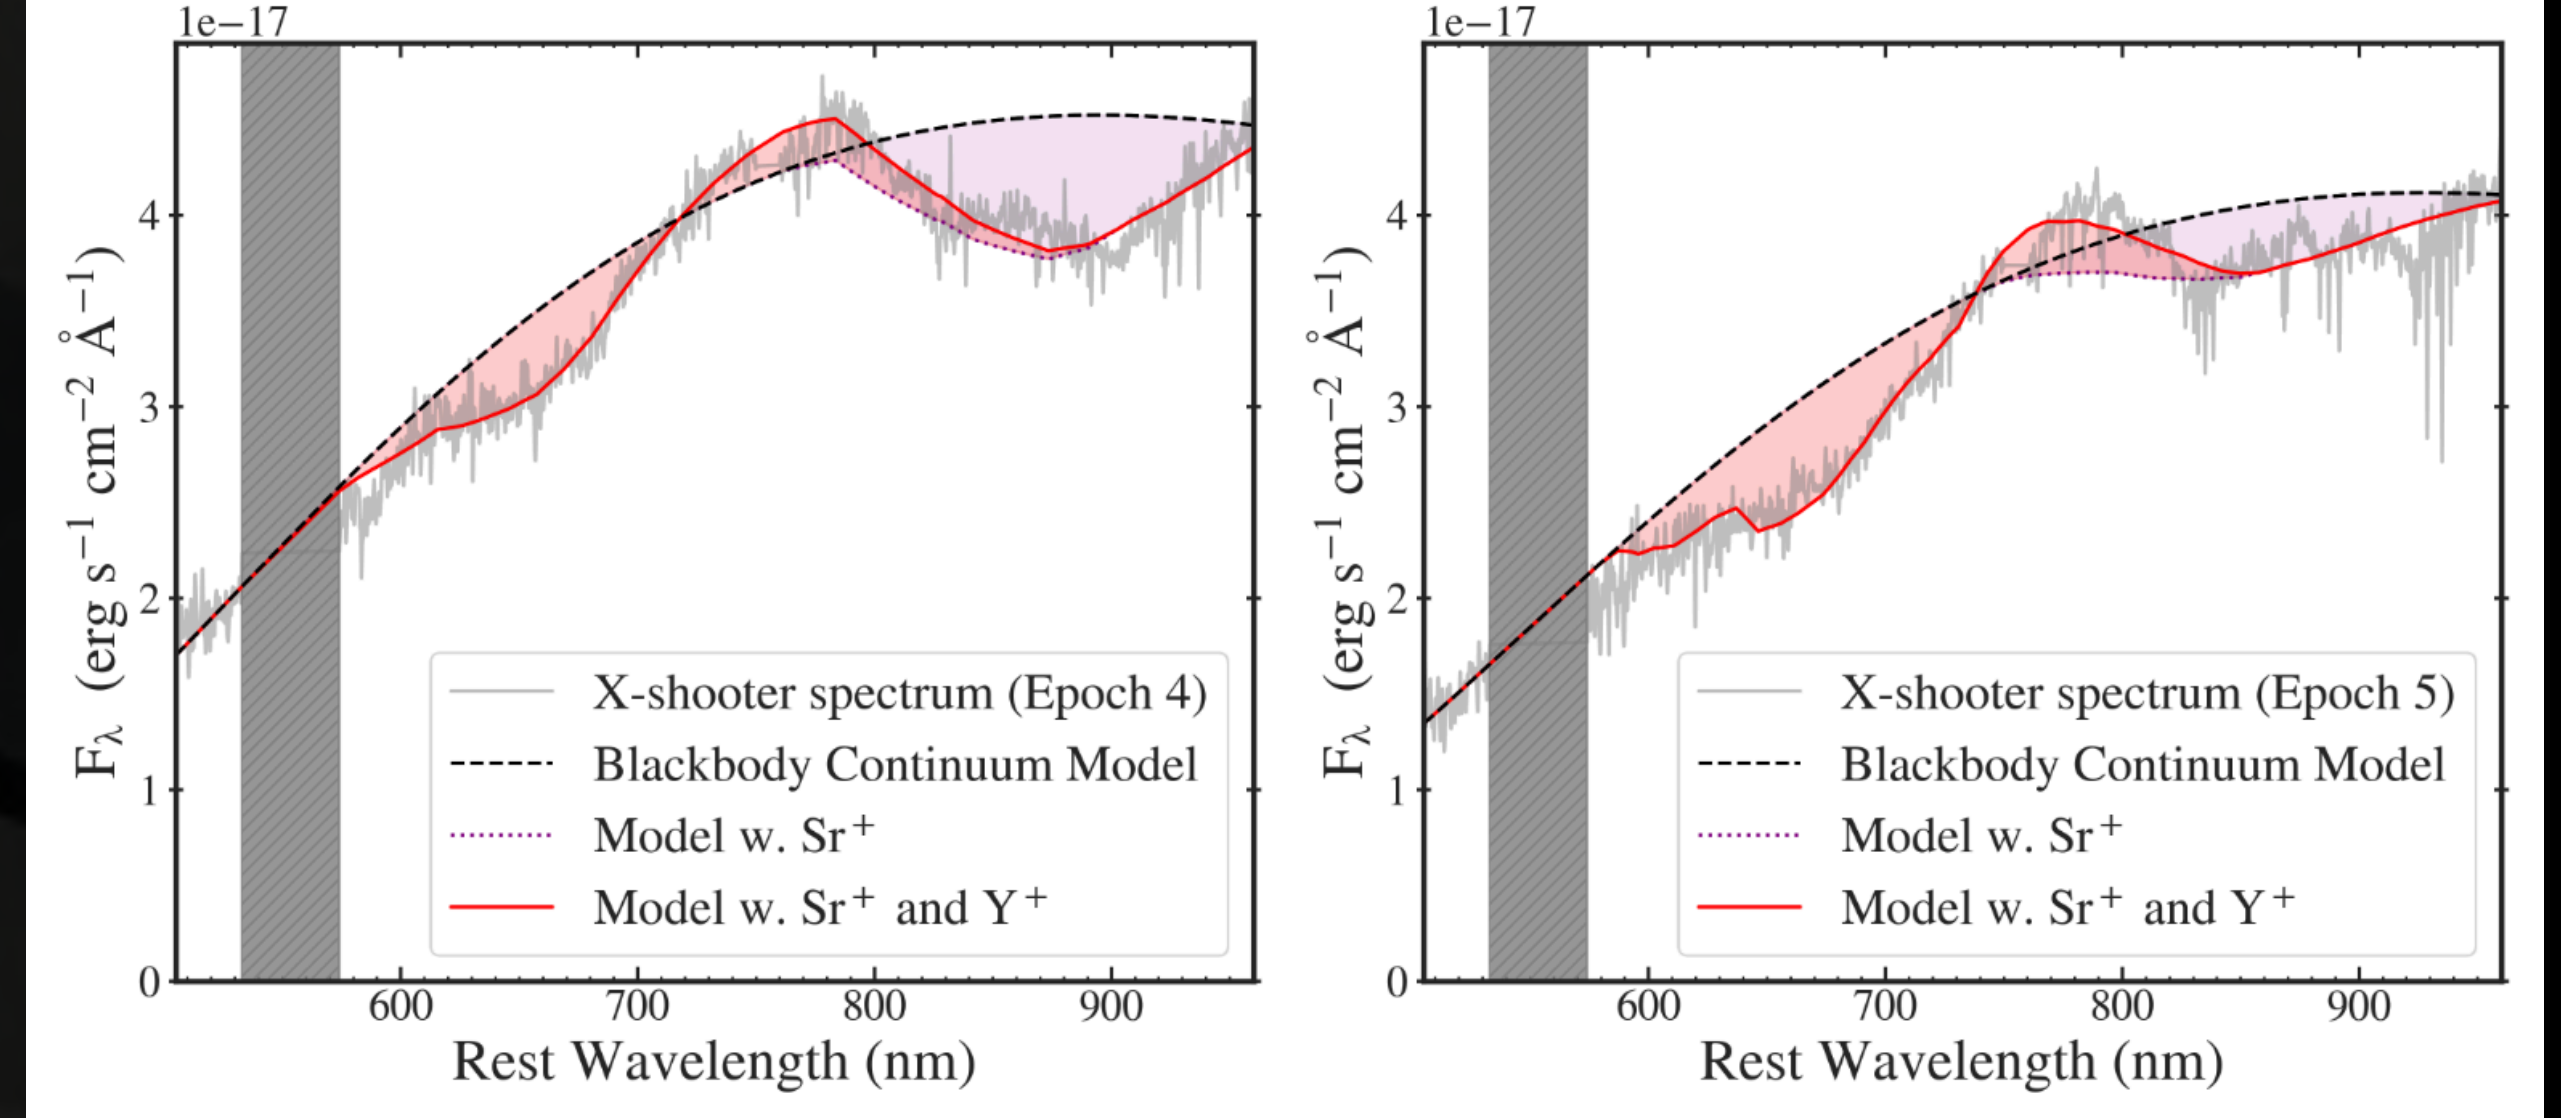 1e−17
4
3
2
1
0
F_λ (erg s⁻¹ cm⁻² Å⁻¹)
X-shooter spectrum (Epoch 4)
Blackbody Continuum Model
Model w. Sr⁺
Model w. Sr⁺ and Y⁺
600 700 800 900
Rest Wavelength (nm)
1e−17
4
3
2
1
0
F_λ (erg s⁻¹ cm⁻² Å⁻¹)
X-shooter spectrum (Epoch 5)
Blackbody Continuum Model
Model w. Sr⁺
Model w. Sr⁺ and Y⁺
600 700 800 900
Rest Wavelength (nm)